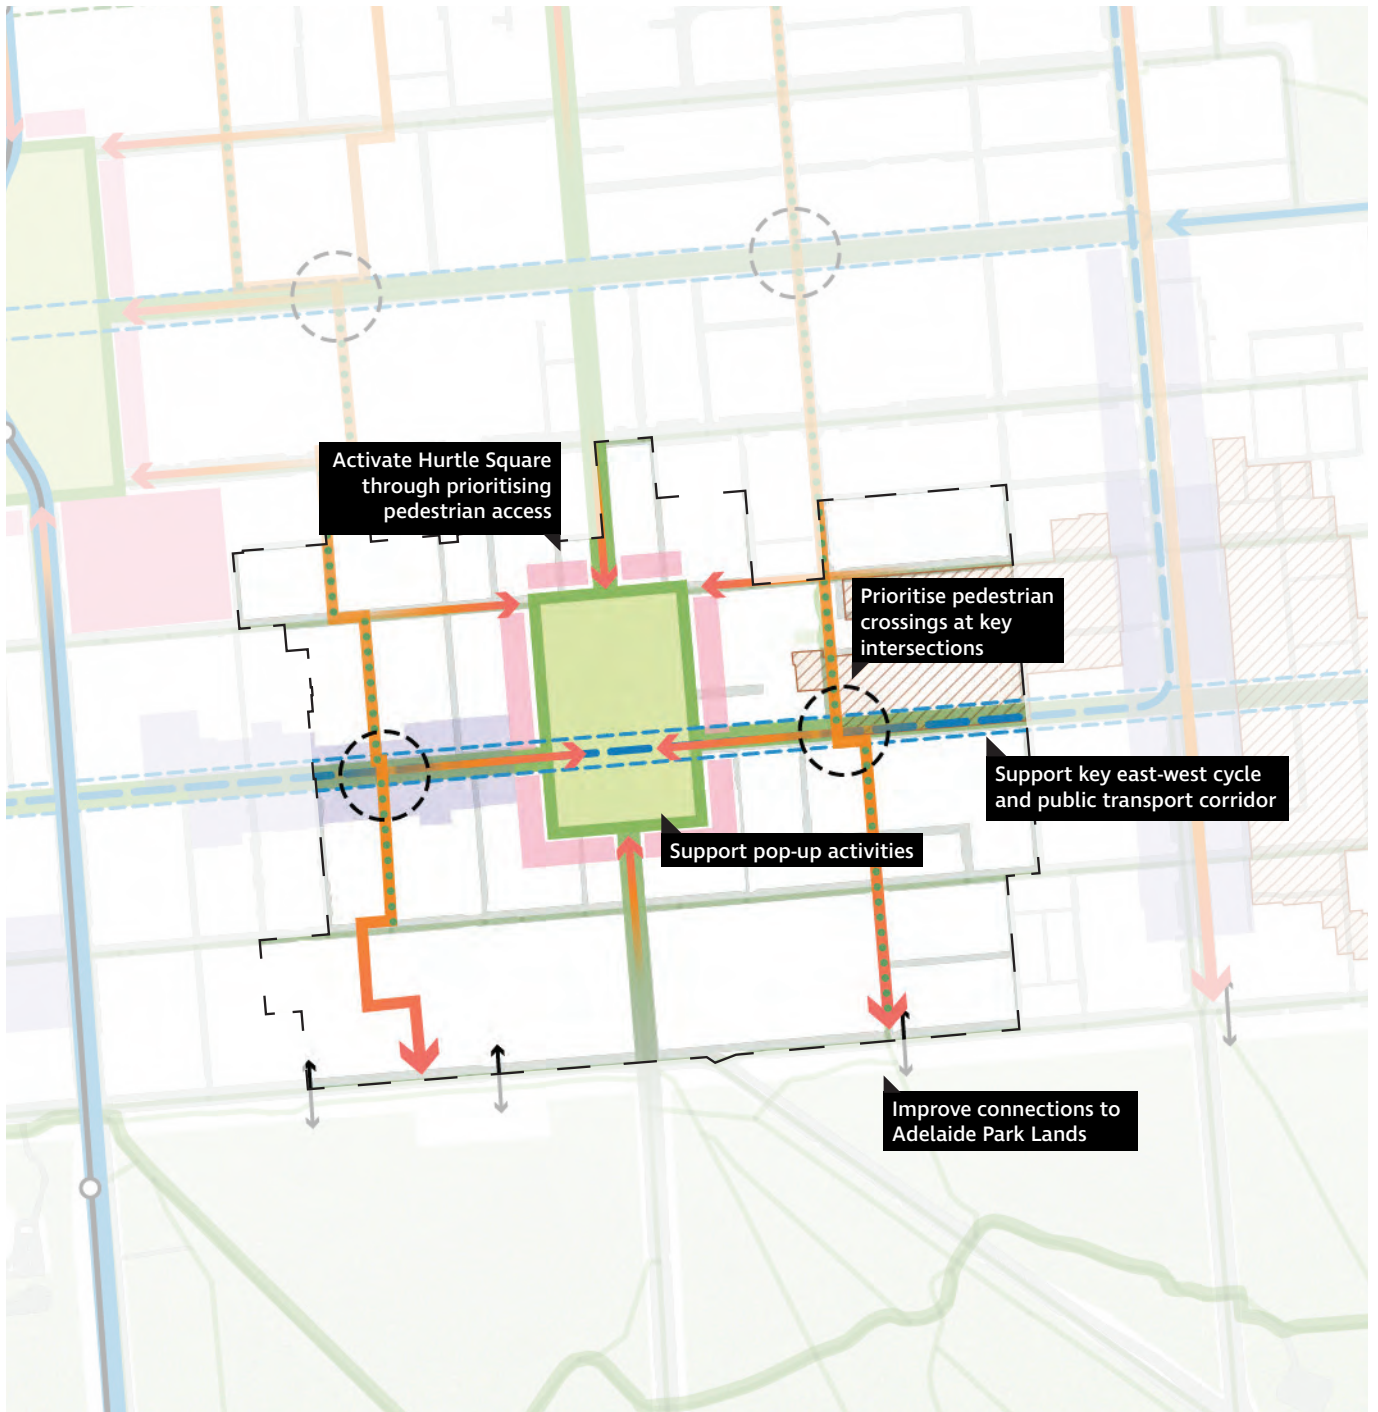 Activate Hurtle Square
through prioritising
pedestrian access
Prioritise pedestrian
crossings at key
intersections
Support key east-west cycle
and public transport corridor
Support pop-up activities
Improve connections to
Adelaide Park Lands